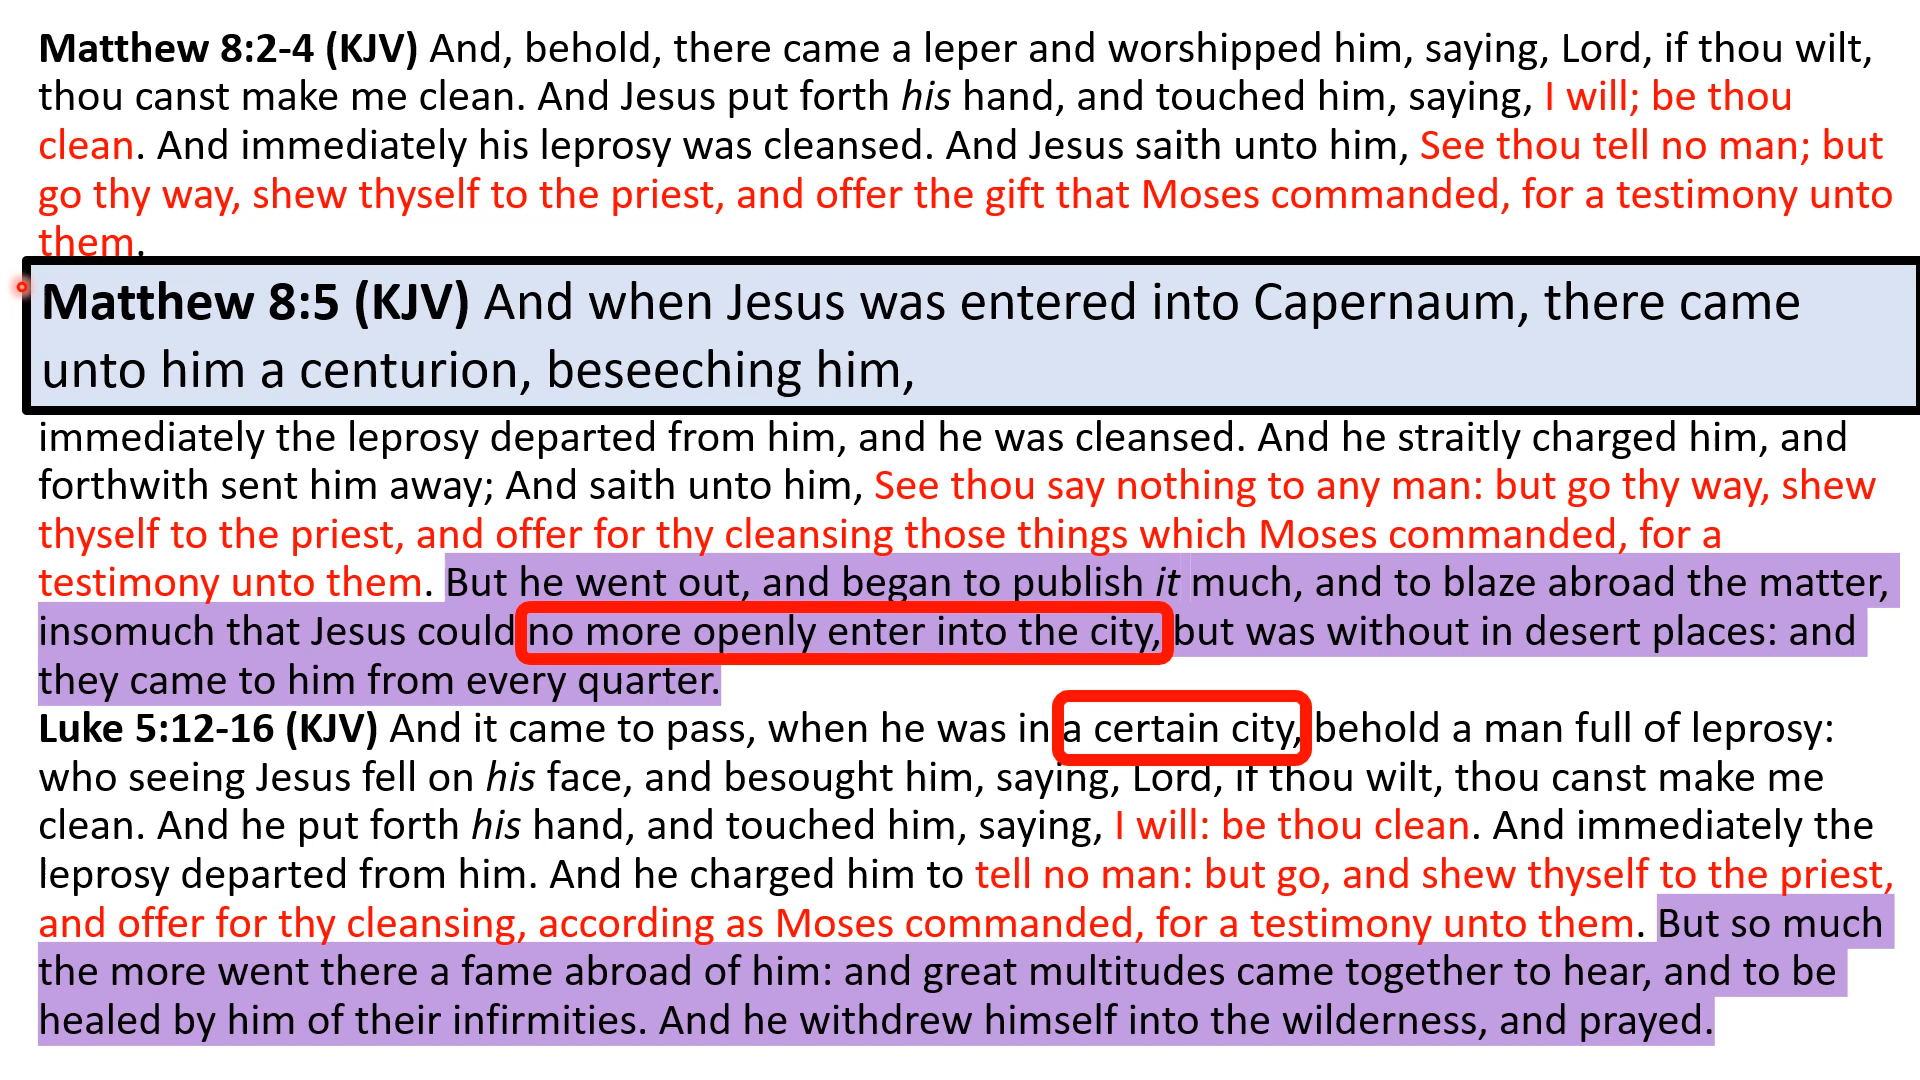 Matthew 8:2-4 (KJV) And, behold, there came a leper and worshipped him, saying, Lord, if thou wilt,
thou canst make me clean. And Jesus put forth his hand, and touched him, saying, I will; be thou
clean. And immediately his leprosy was cleansed. And Jesus saith unto him, See thou tell no man; but
go thy way, shew thyself to the priest, and offer the gift that Moses commanded, for a testimony unto
them.
Matthew 8:5 (KJV) And when Jesus was entered into Capernaum, there came
unto him a centurion, beseeching him,
immediately the leprosy departed from him, and he was cleansed. And he straitly charged him, and
forthwith sent him away; And saith unto him, See thou say nothing to any man: but go thy way, shew
thyself to the priest, and offer for thy cleansing those things which Moses commanded, for a
testimony unto them. But he went out, and began to publish it much, and to blaze abroad the matter,
insomuch that Jesus could no more openly enter into the city, but was without in desert places: and
they came to him from every quarter.
Luke 5:12-16 (KJV) And it came to pass, when he was in a certain city, behold a man full of leprosy:
who seeing Jesus fell on his face, and besought him, saying, Lord, if thou wilt, thou canst make me
clean. And he put forth his hand, and touched him, saying, I will: be thou clean. And immediately the
leprosy departed from him. And he charged him to tell no man: but go, and shew thyself to the priest,
and offer for thy cleansing, according as Moses commanded, for a testimony unto them. But so much
the more went there a fame abroad of him: and great multitudes came together to hear, and to be
healed by him of their infirmities. And he withdrew himself into the wilderness, and prayed.